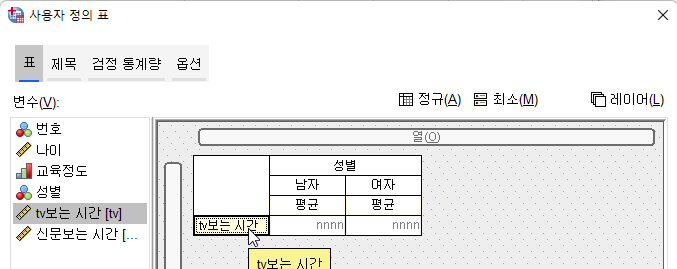 사용자 정의 표
표 제목 검정 통계량 옵션
변수(V): 정규(A) 최소(M) 레이어(L)
번호
나이
교육정도
성별
tv보는 시간 [tv]
신문보는 시간 [...
열(O)
성별
남자 여자
평균 평균
tv보는 시간 nnnn nnnn
tv보는 시간